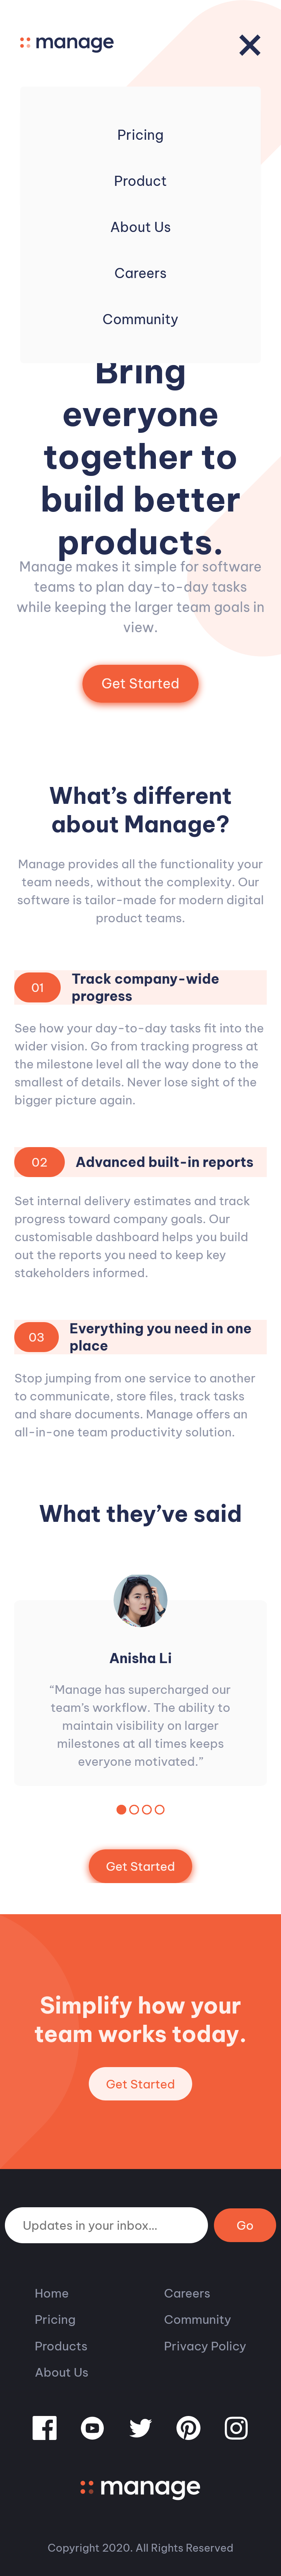 manage
Pricing
Product
About Us
Careers
Community
Bring
everyone
together to
build better
products.
Manage makes it simple for software
teams to plan day-to-day tasks
while keeping the larger team goals in
view.
Get Started
What’s different
about Manage?
Manage provides all the functionality your
team needs, without the complexity. Our
software is tailor-made for modern digital
product teams.
01
Track company-wide
progress
See how your day-to-day tasks fit into the
wider vision. Go from tracking progress at
the milestone level all the way done to the
smallest of details. Never lose sight of the
bigger picture again.
02
Advanced built-in reports
Set internal delivery estimates and track
progress toward company goals. Our
customisable dashboard helps you build
out the reports you need to keep key
stakeholders informed.
03
Everything you need in one
place
Stop jumping from one service to another
to communicate, store files, track tasks
and share documents. Manage offers an
all-in-one team productivity solution.
What they’ve said
Anisha Li
“Manage has supercharged our
team’s workflow. The ability to
maintain visibility on larger
milestones at all times keeps
everyone motivated.”
Get Started
Simplify how your
team works today.
Get Started
Updates in your inbox...
Go
Home
Pricing
Products
About Us
Careers
Community
Privacy Policy
manage
Copyright 2020. All Rights Reserved